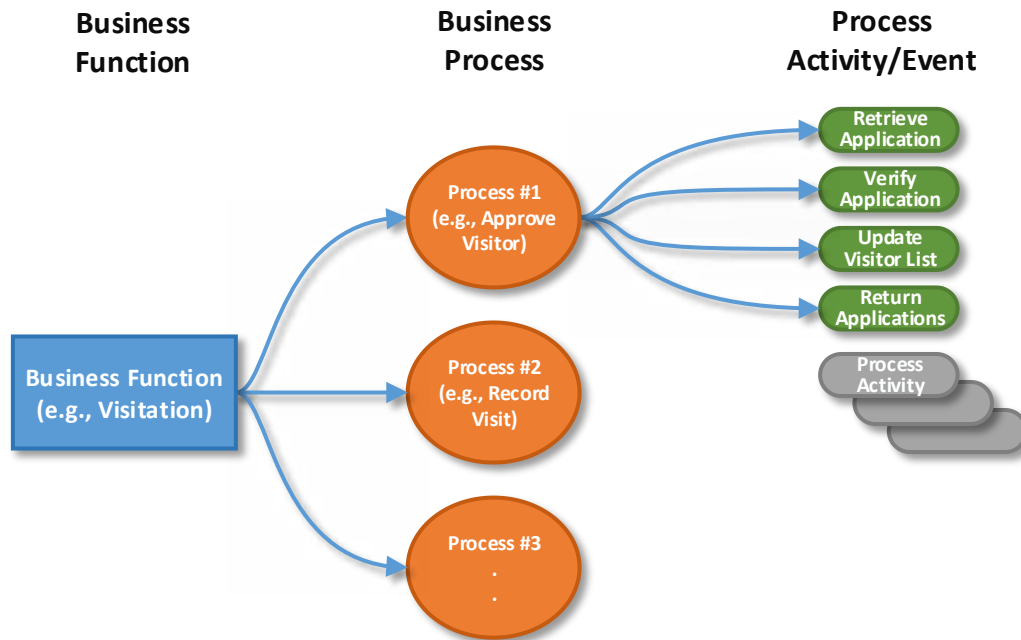 Business
Function
Business
Process
Process
Activity/Event
Business Function
(e.g., Visitation)
Process #1
(e.g., Approve
Visitor)
Process #2
(e.g., Record
Visit)
Process #3
.
.
Retrieve
Application
Verify
Application
Update
Visitor List
Return
Applications
Process
Activity